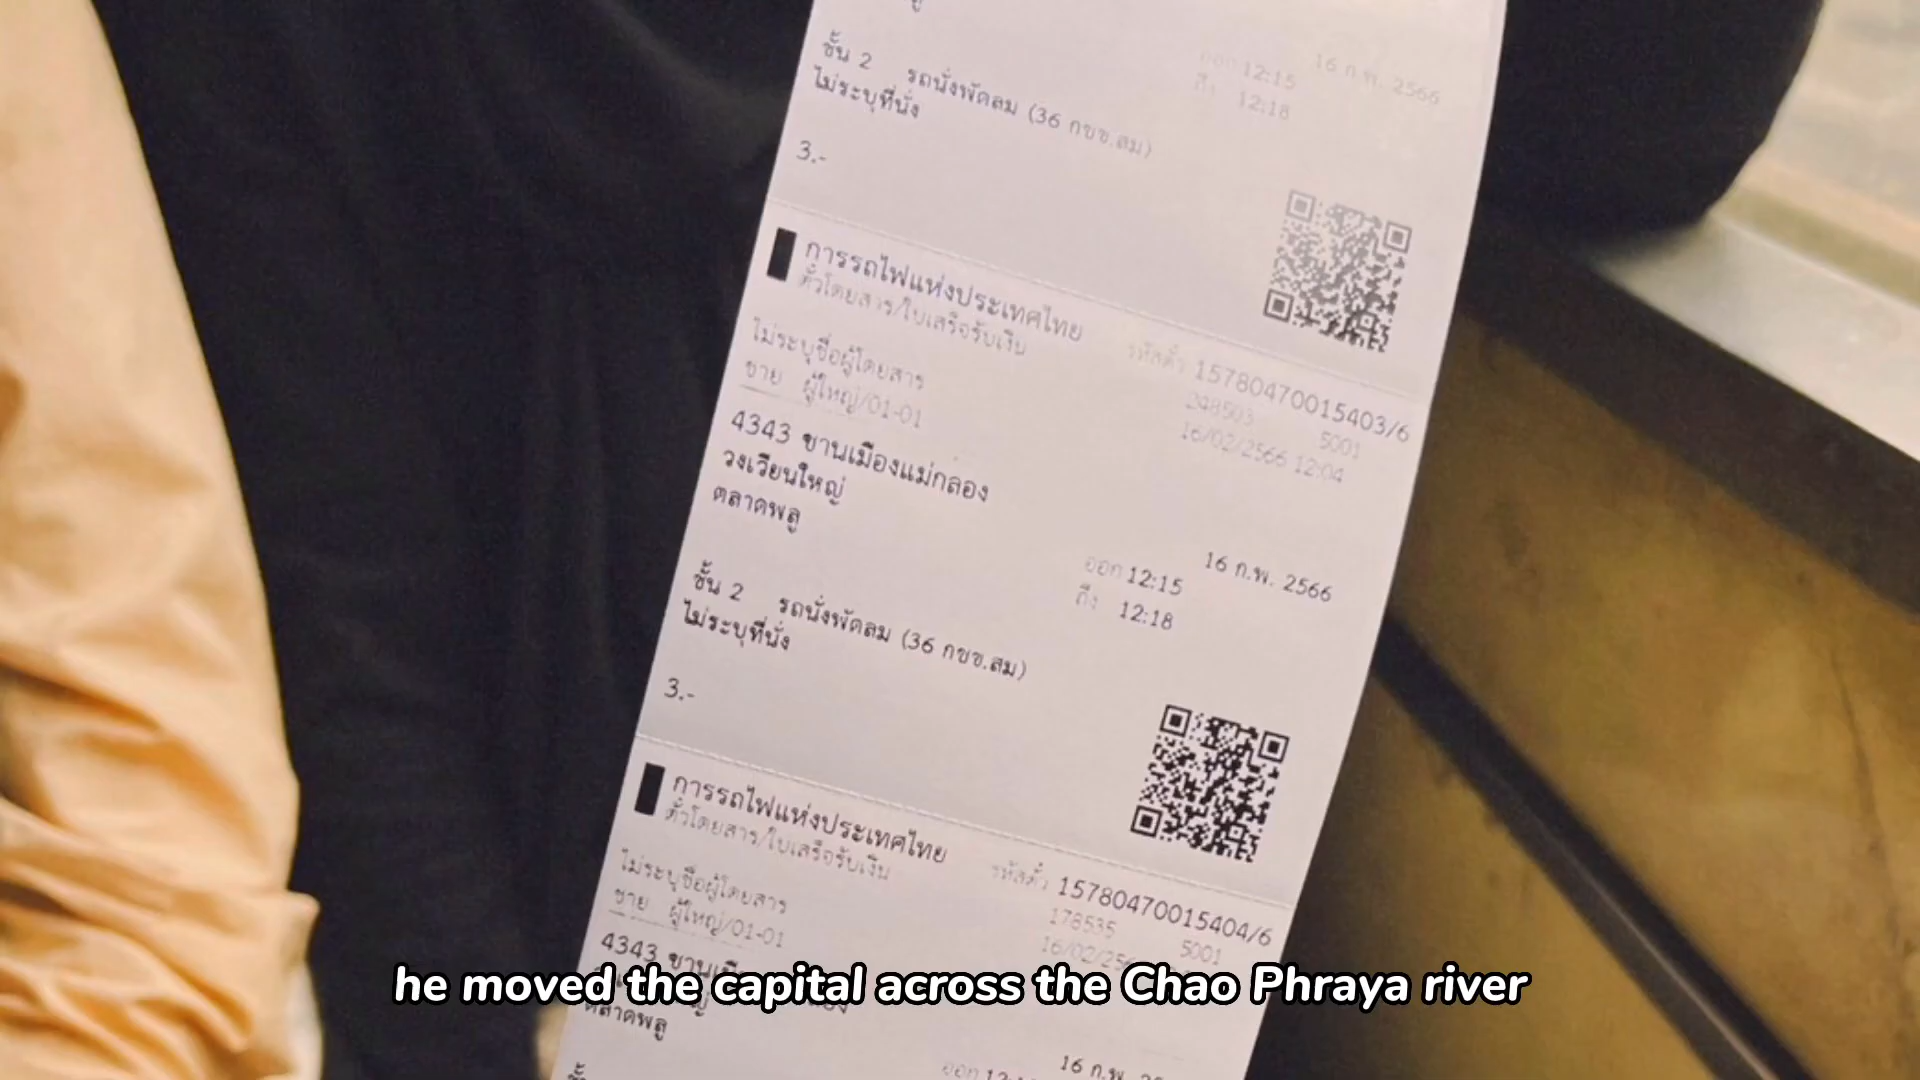 ชั้น 2 รถนั่งพัดลม (36 กขข.สม)
ไม่ระบุที่นั่ง
ออก 12:15 16 ก.พ. 2566
ถึง 12:18
3.-
การรถไฟแห่งประเทศไทย
ตั๋วโดยสาร/ใบเสร็จรับเงิน
รหัสตั๋ว 15780470015403/6
248503 5001
16/02/2566 12:04
ไม่ระบุชื่อผู้โดยสาร
ชาย ผู้ใหญ่/01-01
4343 ชานเมืองแม่กลอง
วงเวียนใหญ่
ตลาดพลู
ออก 12:15 16 ก.พ. 2566
ถึง 12:18
ชั้น 2 รถนั่งพัดลม (36 กขข.สม)
ไม่ระบุที่นั่ง
3.-
การรถไฟแห่งประเทศไทย
ตั๋วโดยสาร/ใบเสร็จรับเงิน
รหัสตั๋ว 15780470015404/6
178535 5001
ไม่ระบุชื่อผู้โดยสาร
ชาย ผู้ใหญ่/01-01
4343
ตลาดพลู
16 ก.พ.
he moved the capital across the Chao Phraya river